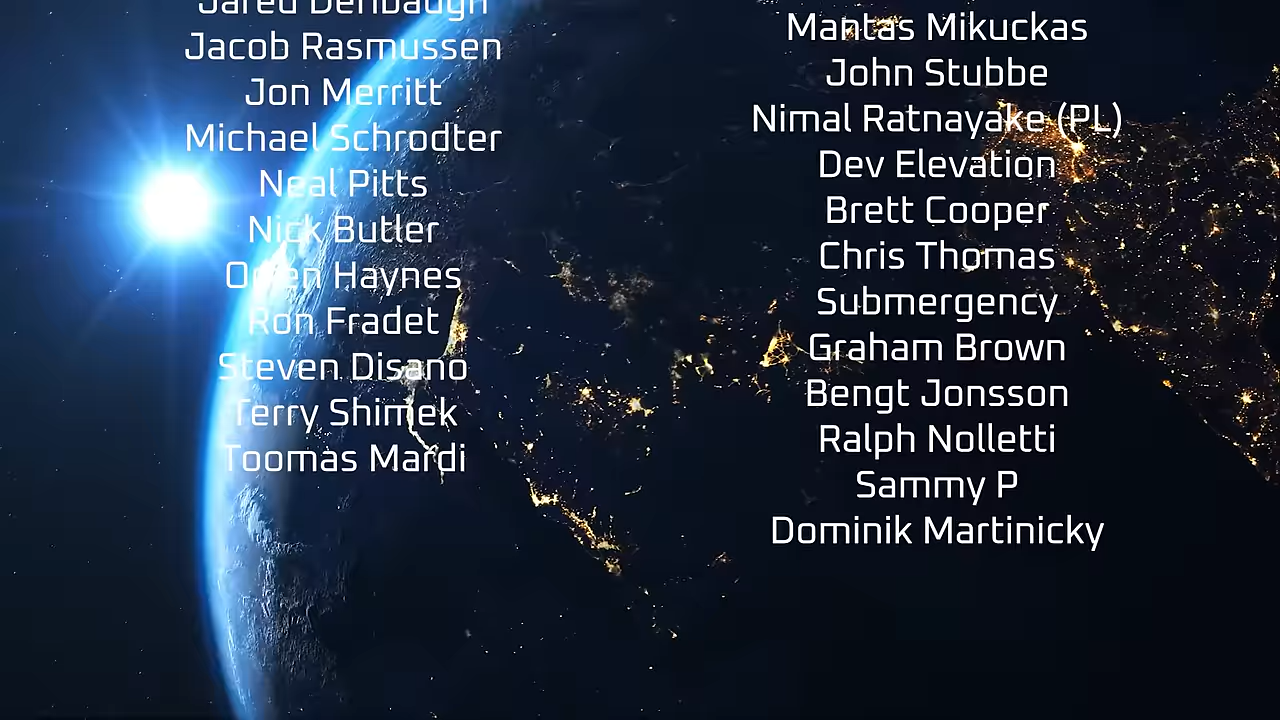 Jacob Rasmussen
Jon Merritt
Michael Schrodter
Neal Pitts
Nick Butler
Owen Haynes
Ron Fradet
Steven Disano
Terry Shimek
Toomas Mardi
Mantas Mikuckas
John Stubbe
Nimal Ratnayake (PL)
Dev Elevation
Brett Cooper
Chris Thomas
Submergency
Graham Brown
Bengt Jonsson
Ralph Nolletti
Sammy P
Dominik Martinicky